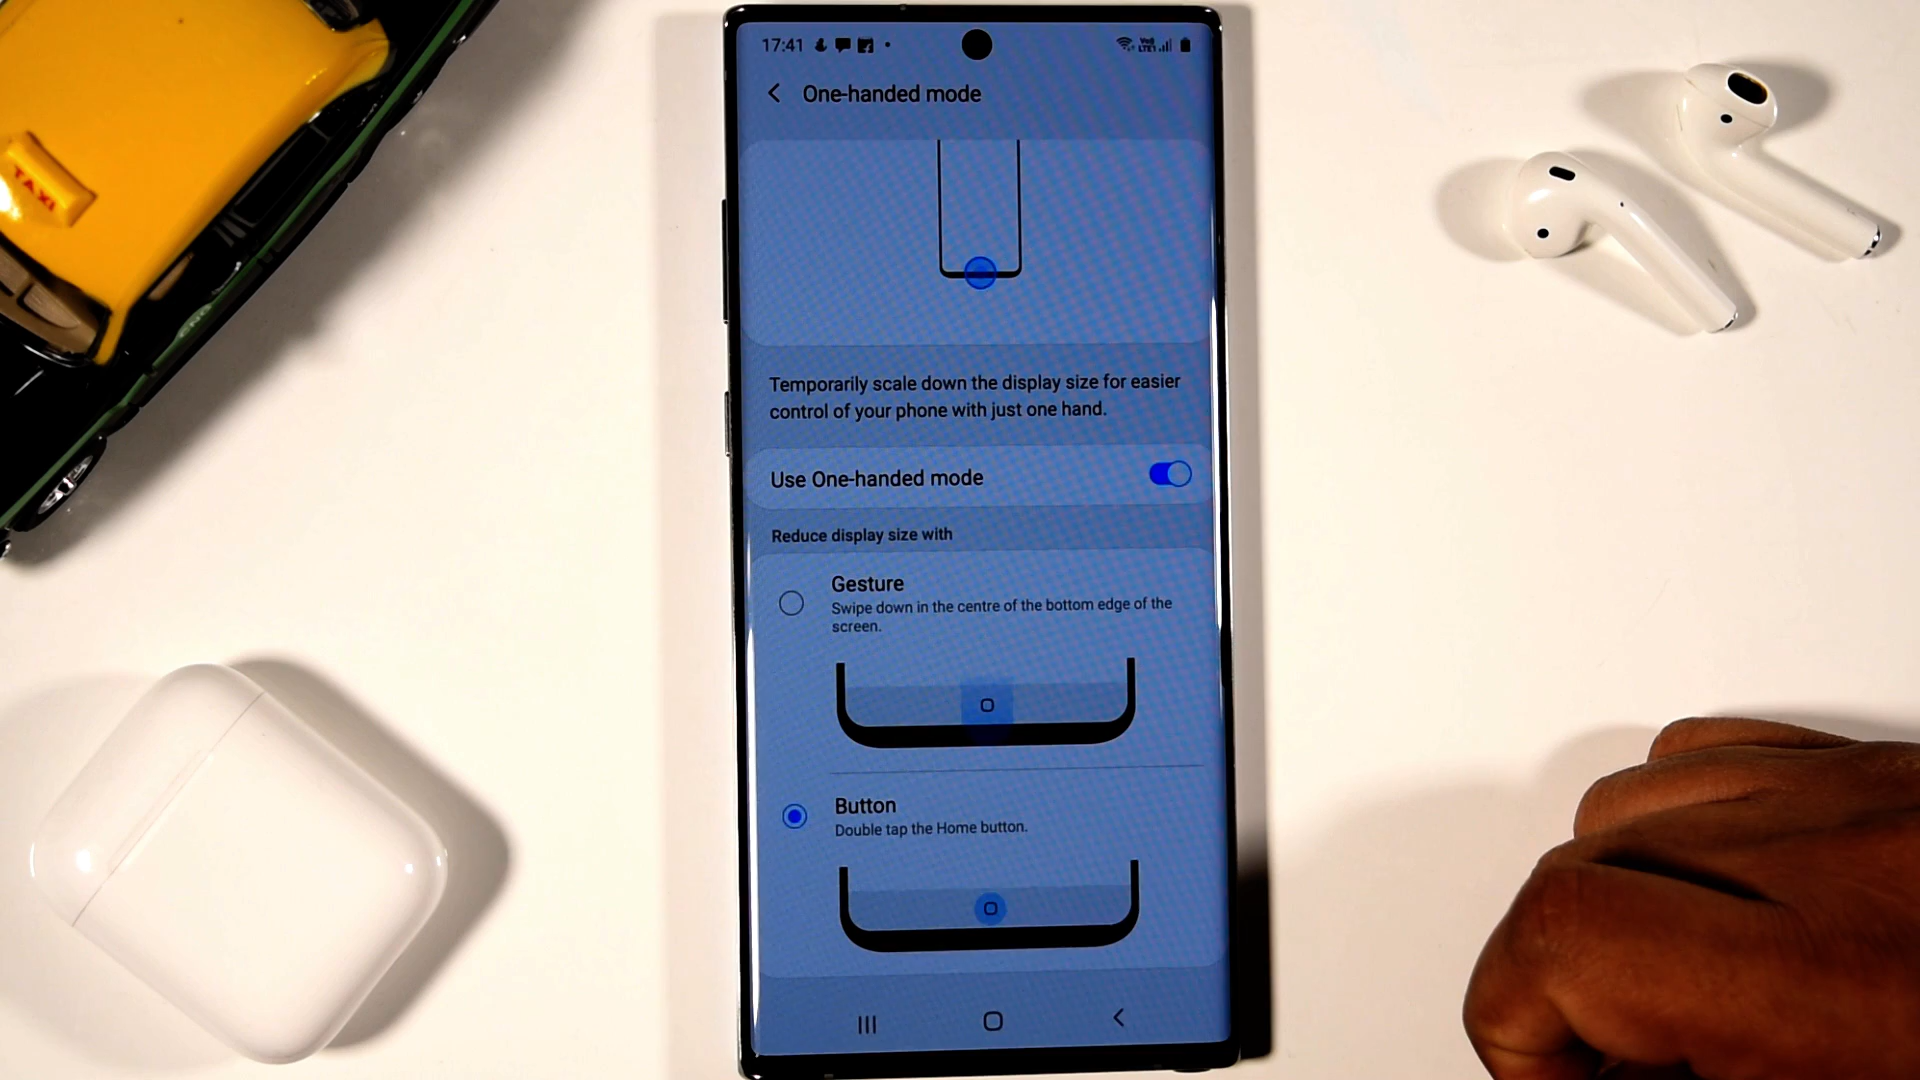 TAXI
17:41
One-handed mode
Temporarily scale down the display size for easier
control of your phone with just one hand.
Use One-handed mode
Reduce display size with
Gesture
Swipe down in the centre of the bottom edge of the
screen.
Button
Double tap the Home button.